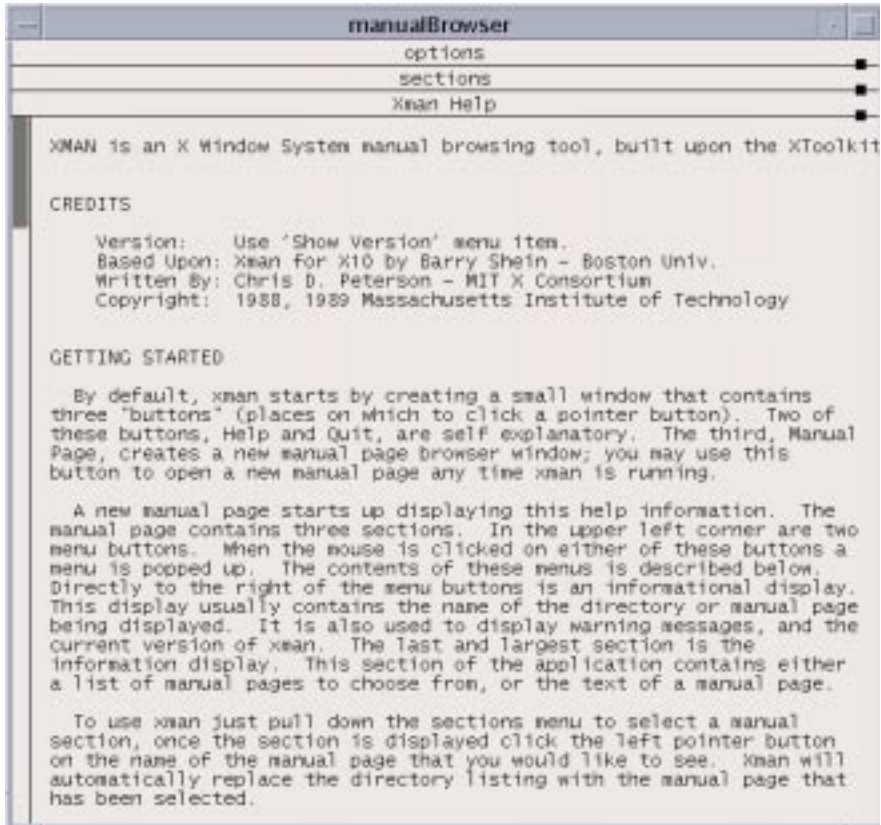 manualBrowser
options
sections
Xman Help
XMAN is an X Window System manual browsing tool, built upon the XToolkit
CREDITS
Version: Use 'Show Version' menu item.
Based Upon: Xman for X10 by Barry Shein - Boston Univ.
Written By: Chris D. Peterson - MIT X Consortium
Copyright: 1988, 1989 Massachusetts Institute of Technology
GETTING STARTED
By default, xman starts by creating a small window that contains
three "buttons" (places on which to click a pointer button). Two of
these buttons, Help and Quit, are self explanatory. The third, Manual
Page, creates a new manual page browser window; you may use this
button to open a new manual page any time xman is running.
A new manual page starts up displaying this help information. The
manual page contains three sections. In the upper left corner are two
menu buttons. When the mouse is clicked on either of these buttons a
menu is popped up. The contents of these menus is described below.
Directly to the right of the menu buttons is an informational display.
This display usually contains the name of the directory or manual page
being displayed. It is also used to display warning messages, and the
current version of xman. The last and largest section is the
information display. This section of the application contains either
a list of manual pages to choose from, or the text of a manual page.
To use xman just pull down the sections menu to select a manual
section, once the section is displayed click the left pointer button
on the name of the manual page that you would like to see. Xman will
automatically replace the directory listing with the manual page that
has been selected.